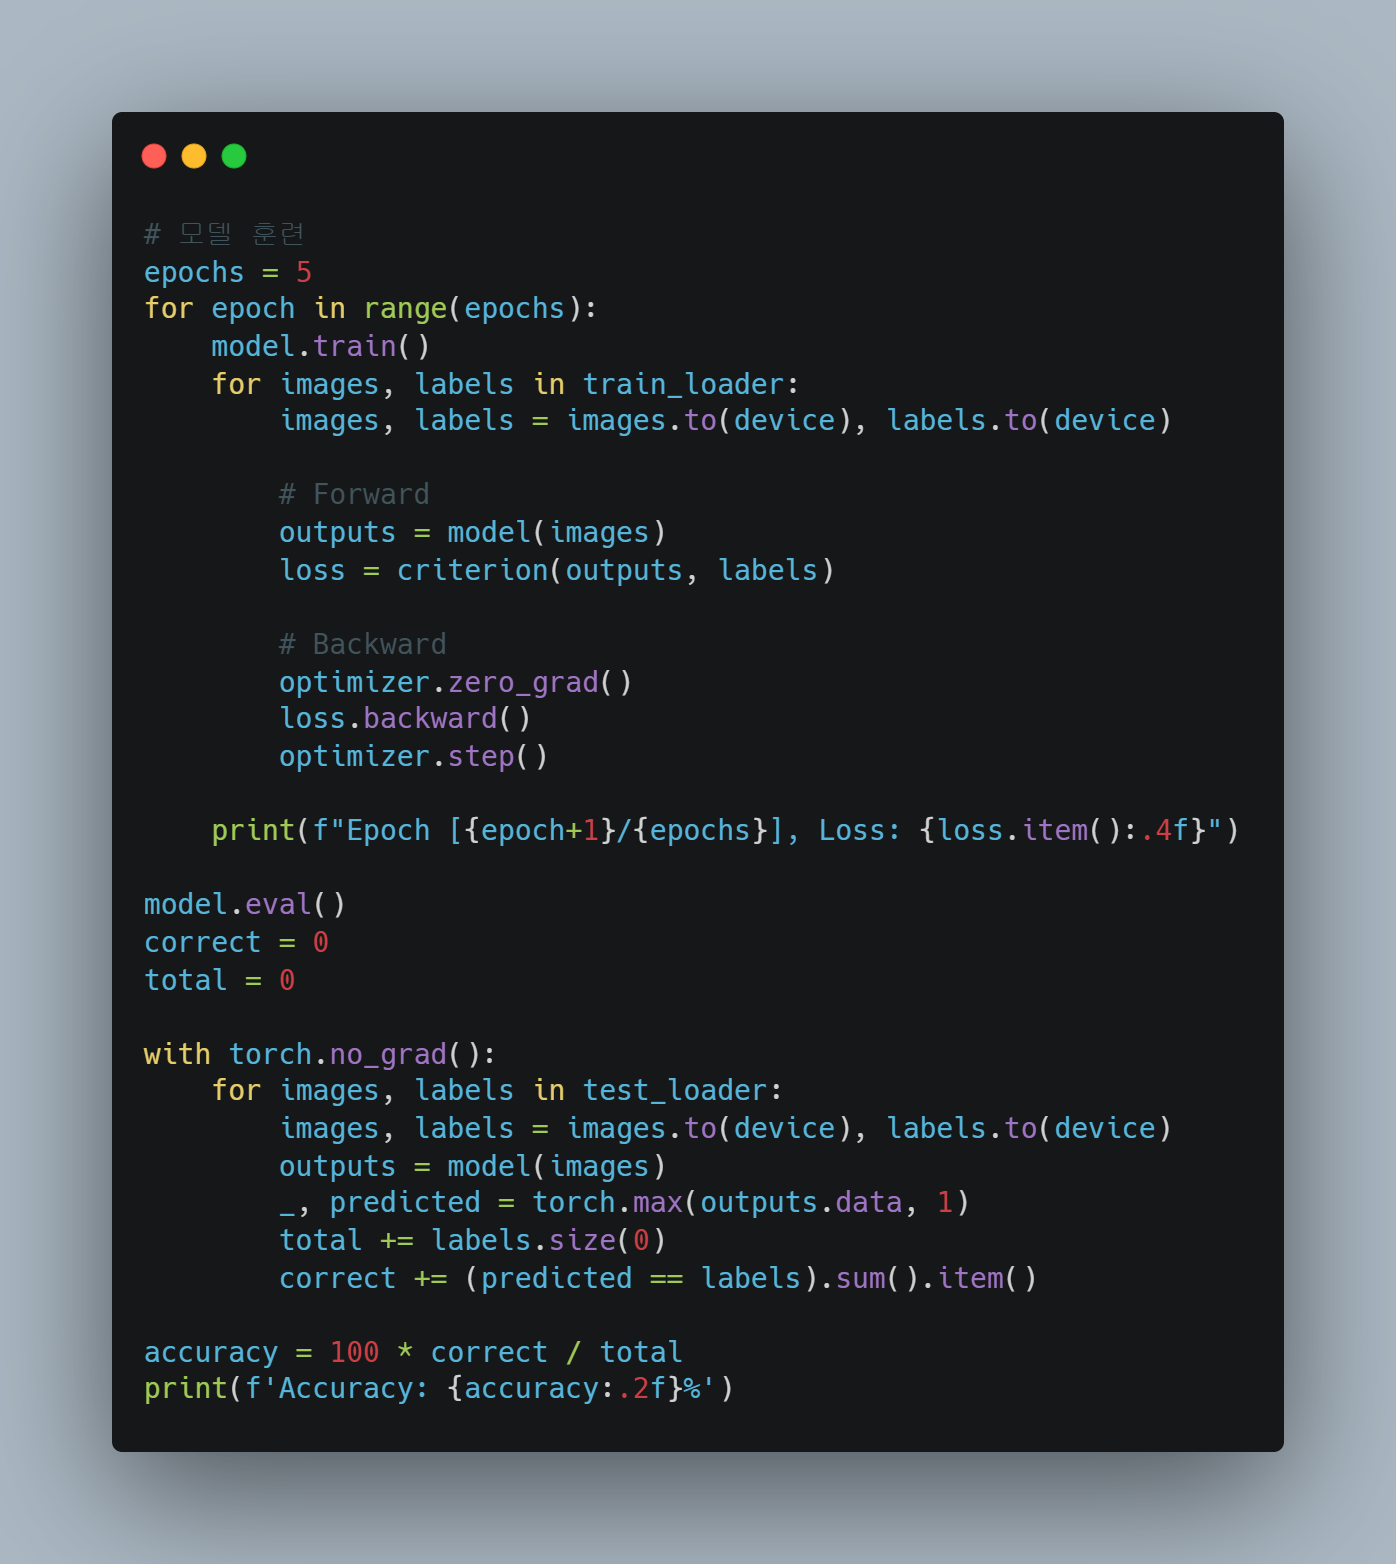 # 모델 훈련
epochs = 5
for epoch in range(epochs):
    model.train()
    for images, labels in train_loader:
        images, labels = images.to(device), labels.to(device)

        # Forward
        outputs = model(images)
        loss = criterion(outputs, labels)

        # Backward
        optimizer.zero_grad()
        loss.backward()
        optimizer.step()

    print(f"Epoch [{epoch+1}/{epochs}], Loss: {loss.item():.4f}")

model.eval()
correct = 0
total = 0

with torch.no_grad():
    for images, labels in test_loader:
        images, labels = images.to(device), labels.to(device)
        outputs = model(images)
        _, predicted = torch.max(outputs.data, 1)
        total += labels.size(0)
        correct += (predicted == labels).sum().item()

accuracy = 100 * correct / total
print(f'Accuracy: {accuracy:.2f}%')